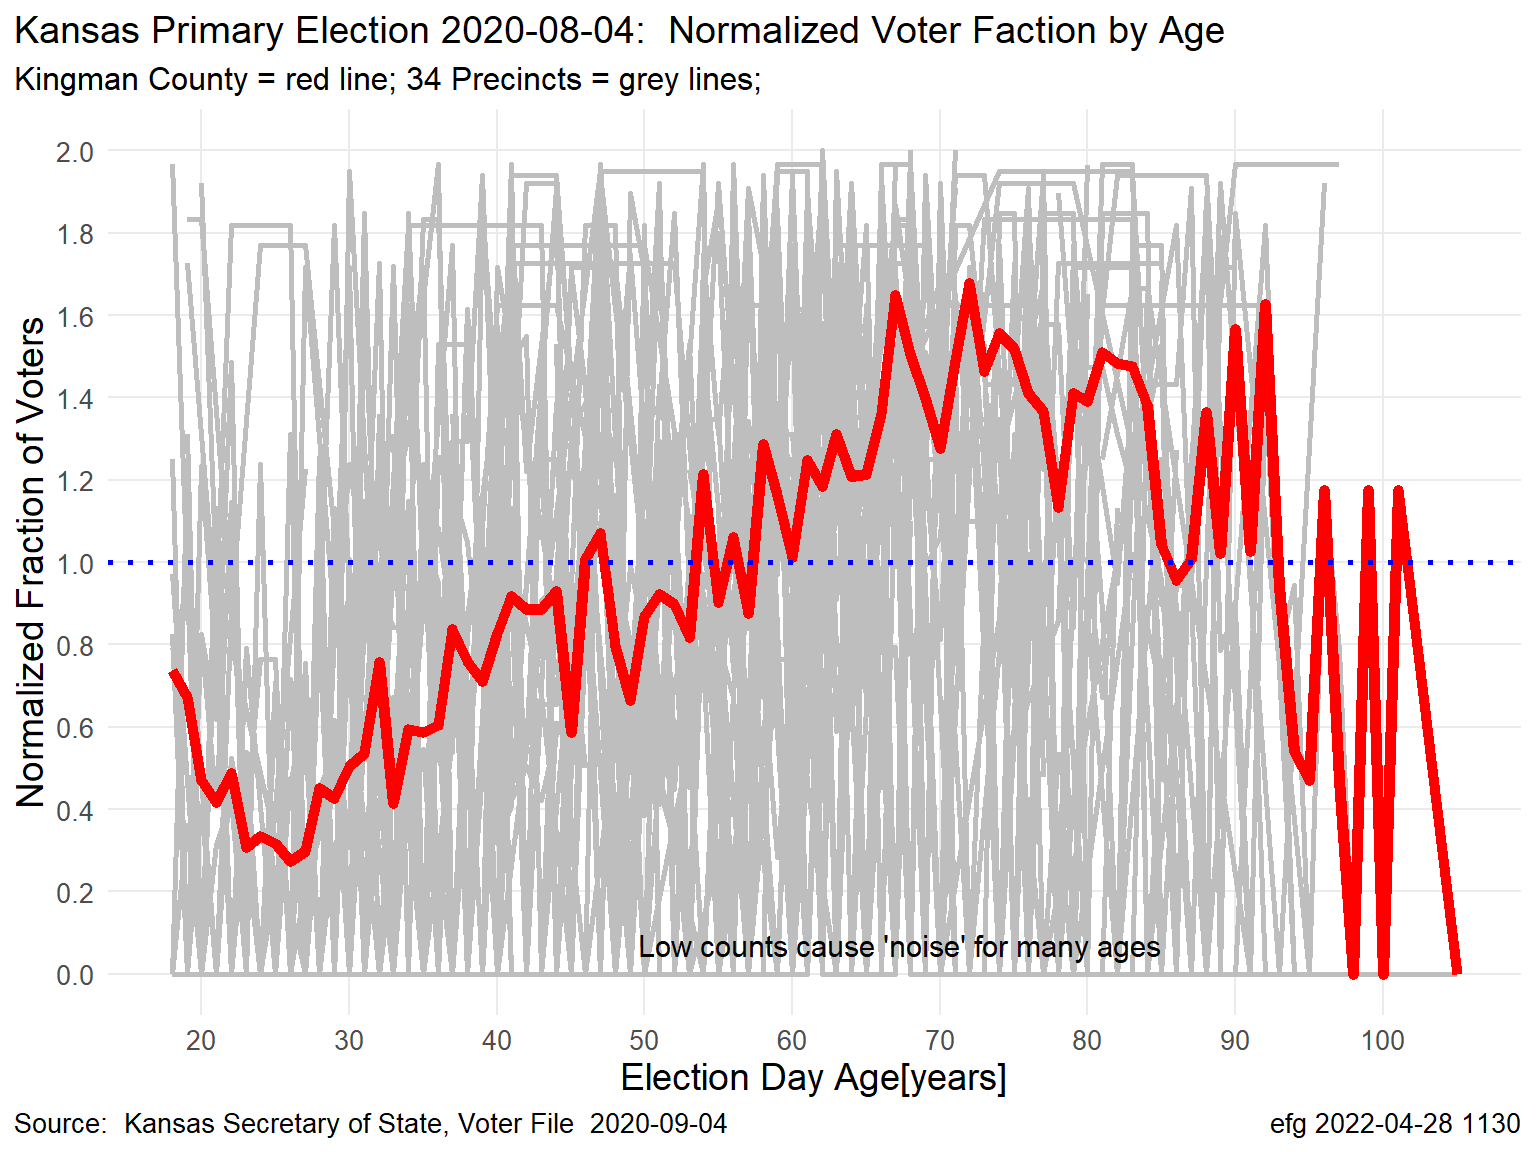 Kansas Primary Election 2020-08-04:  Normalized Voter Faction by Age
Kingman County = red line; 34 Precincts = grey lines;
Normalized Fraction of Voters
2.0
1.8
1.6
1.4
1.2
1.0
0.8
0.6
0.4
0.2
0.0
Low counts cause 'noise' for many ages
20 30 40 50 60 70 80 90 100
Election Day Age[years]
Source:  Kansas Secretary of State, Voter File  2020-09-04
efg 2022-04-28 1130